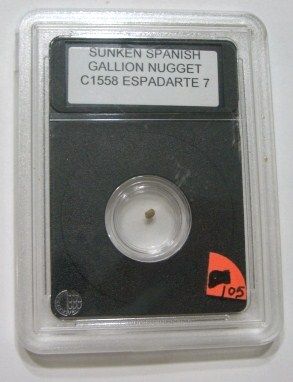 SUNKEN SPANISH
GALLION NUGGET
C1558 ESPADARTE 7
105